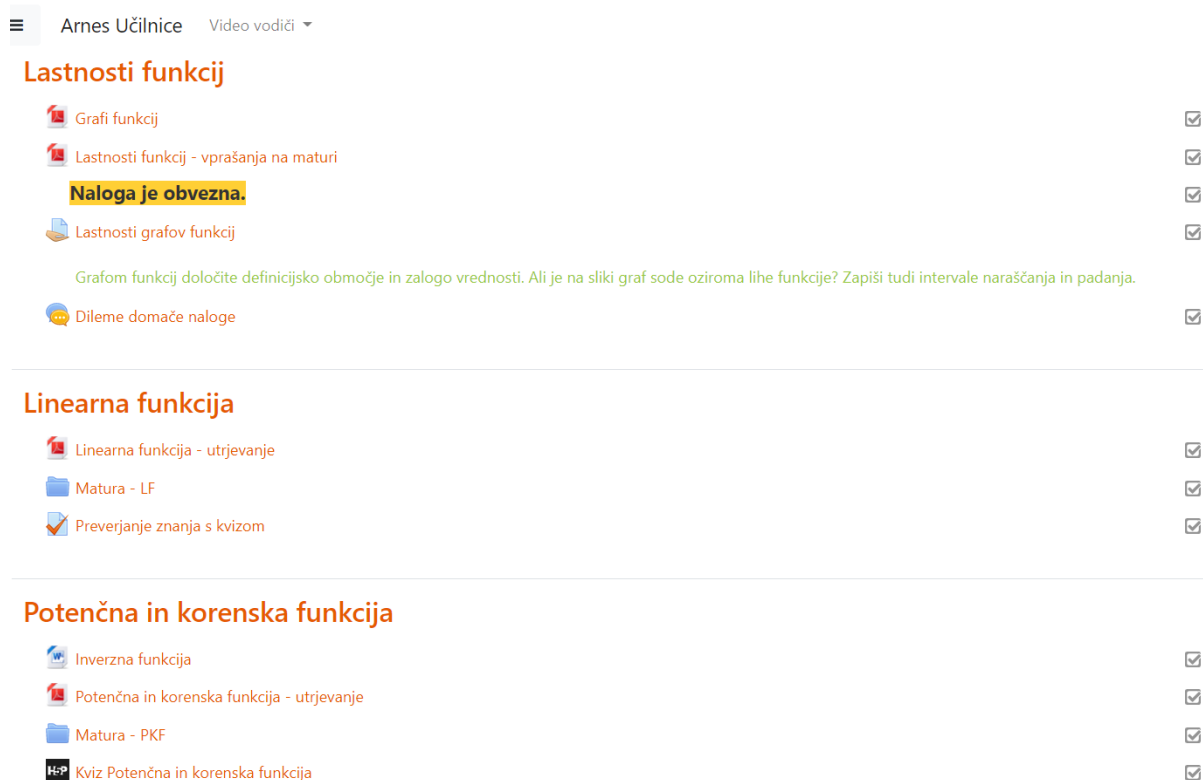 Arnes Učilnice Video vodiči
Lastnosti funkcij
Grafi funkcij
Lastnosti funkcij - vprašanja na maturi
Naloga je obvezna.
Lastnosti grafov funkcij
Grafom funkcij določite definicijsko območje in zalogo vrednosti. Ali je na sliki graf sode oziroma lihe funkcije? Zapiši tudi intervale naraščanja in padanja.
Dileme domače naloge
Linearna funkcija
Linearna funkcija - utrjevanje
Matura - LF
Preverjanje znanja s kvizom
Potenčna in korenska funkcija
Inverzna funkcija
Potenčna in korenska funkcija - utrjevanje
Matura - PKF
H5P Kviz Potenčna in korenska funkcija